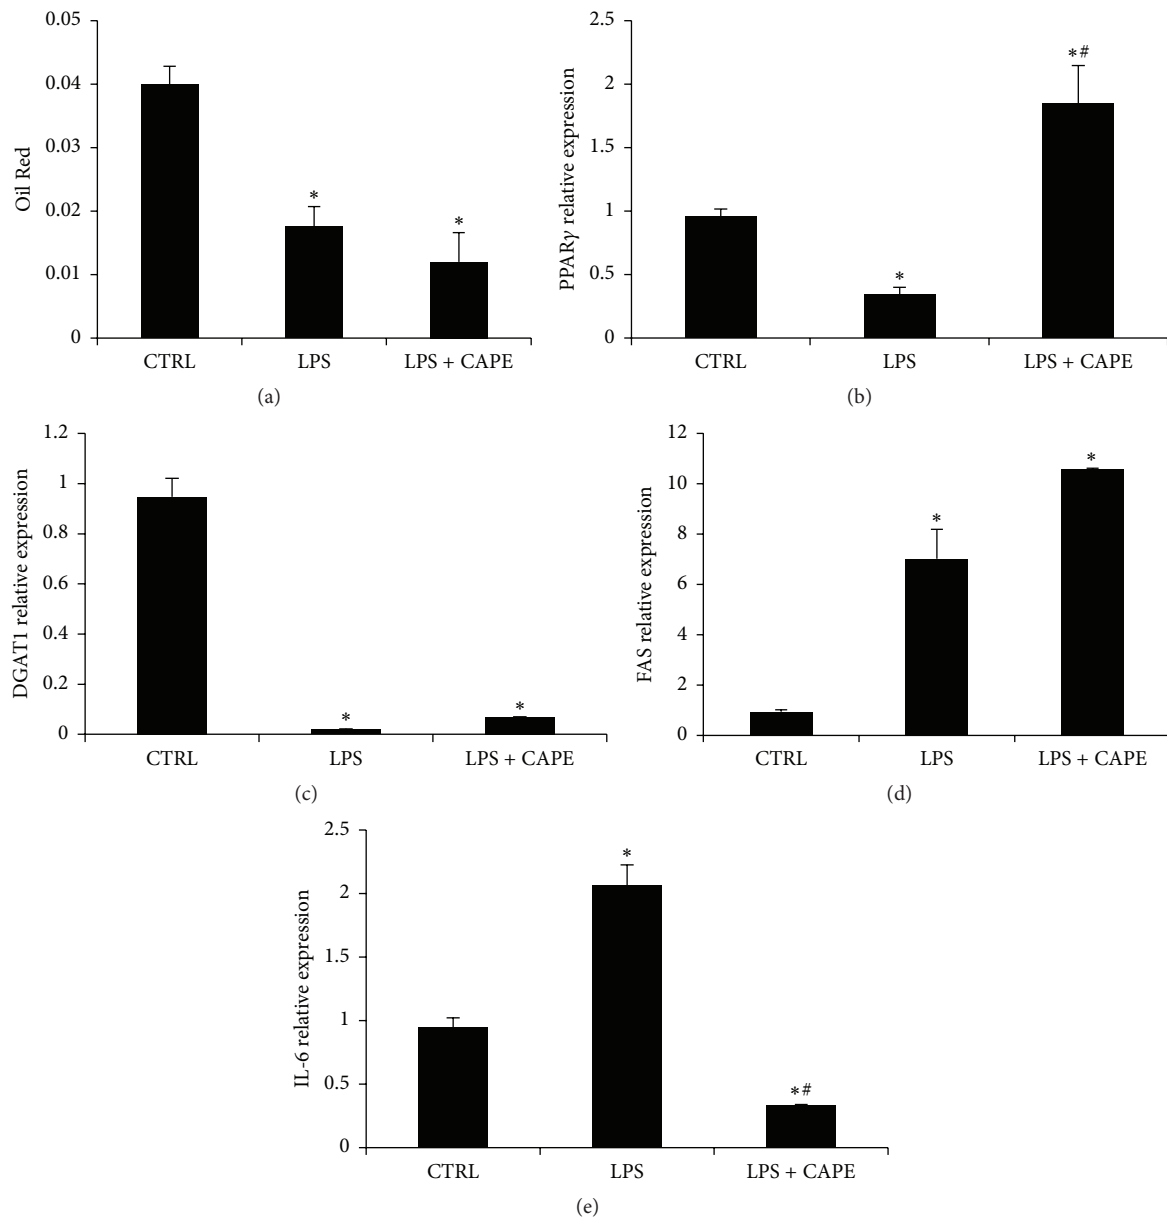 0.05
0.04
0.03
0.02
0.01
0
Oil Red
*
*
CTRL
LPS
LPS + CAPE
(a)
2.5
2
1.5
1
0.5
0
PPARγ relative expression
*
*#
CTRL
LPS
LPS + CAPE
(b)
1.2
1
0.8
0.6
0.4
0.2
0
DGAT1 relative expression
*
*
CTRL
LPS
LPS + CAPE
(c)
12
10
8
6
4
2
0
FAS relative expression
*
*
CTRL
LPS
LPS + CAPE
(d)
2.5
2
1.5
1
0.5
0
IL-6 relative expression
*
*#
CTRL
LPS
LPS + CAPE
(e)